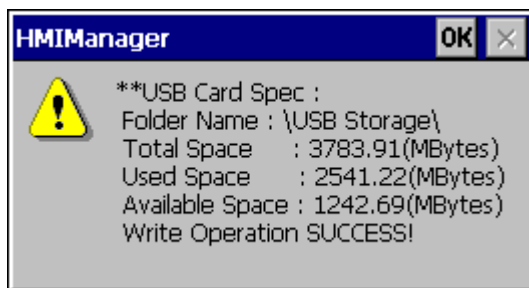 HMIManager OK
**USB Card Spec :
Folder Name : \USB Storage\
Total Space : 3783.91(MBytes)
Used Space : 2541.22(MBytes)
Available Space : 1242.69(MBytes)
Write Operation SUCCESS!